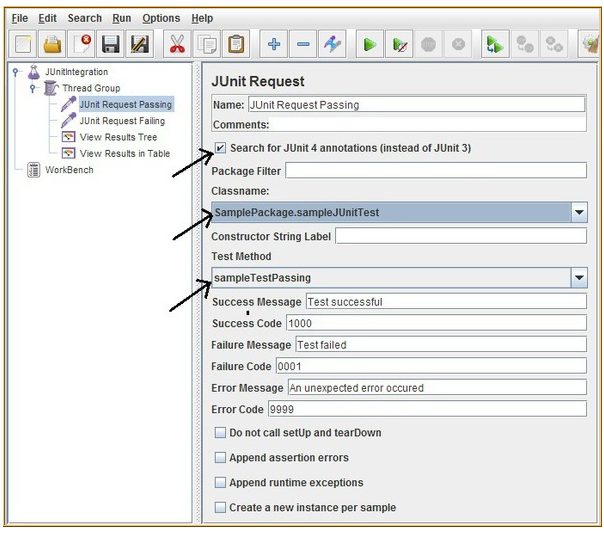 File Edit Search Run Options Help
JUnitIntegration
Thread Group
JUnit Request Passing
JUnit Request Failing
View Results Tree
View Results in Table
WorkBench
JUnit Request
Name: JUnit Request Passing
Comments:
Search for JUnit 4 annotations (instead of JUnit 3)
Package Filter
Classname:
SamplePackage.sampleJUnitTest
Constructor String Label
Test Method
sampleTestPassing
Success Message Test successful
Success Code 1000
Failure Message Test failed
Failure Code 0001
Error Message An unexpected error occured
Error Code 9999
Do not call setUp and tearDown
Append assertion errors
Append runtime exceptions
Create a new instance per sample